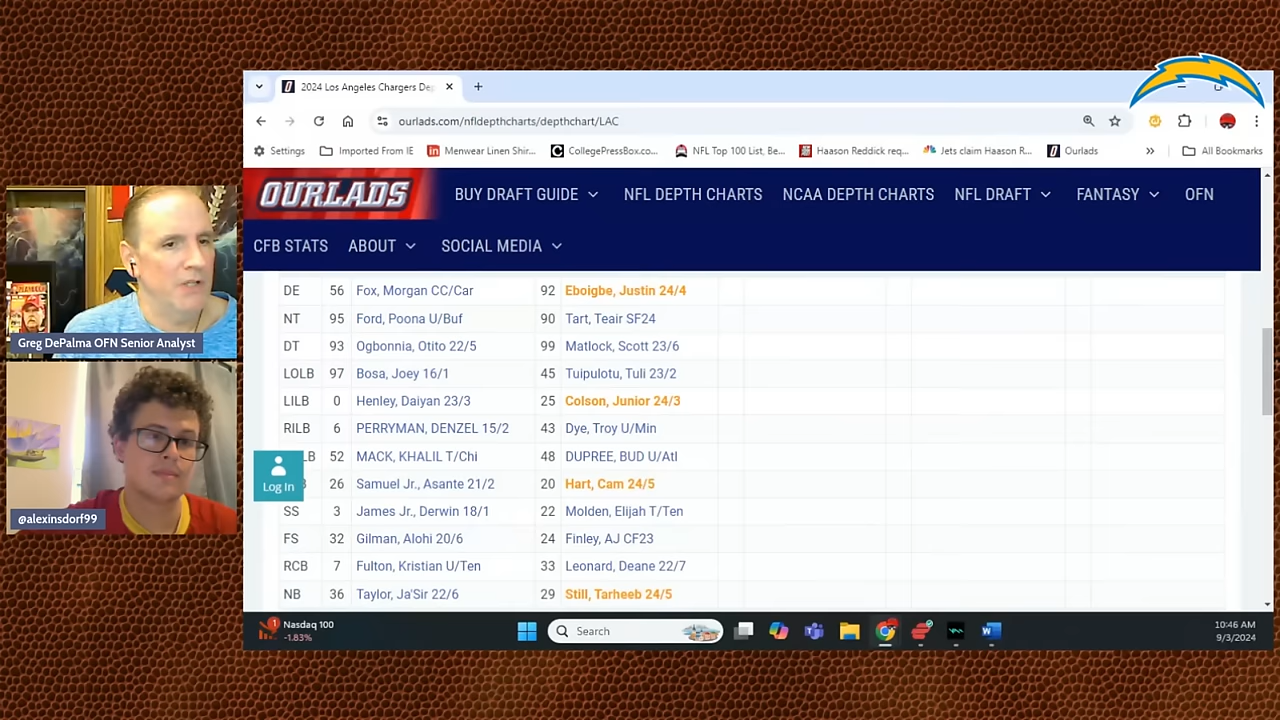 2024 Los Angeles Chargers De
ourlads.com/nfldepthcharts/depthchart/LAC
Settings Imported From IE Menwear Linen Shir... CollegePressBox.co... NFL Top 100 List, Be... Haason Reddick req... Jets claim Haason R... Ourlads » All Bookmarks
OURLADS BUY DRAFT GUIDE NFL DEPTH CHARTS NCAA DEPTH CHARTS NFL DRAFT FANTASY OFN
CFB STATS ABOUT SOCIAL MEDIA
DE 56 Fox, Morgan CC/Car 92 Eboigbe, Justin 24/4
NT 95 Ford, Poona U/Buf 90 Tart, Teair SF24
DT 93 Ogbonnia, Otito 22/5 99 Matlock, Scott 23/6
LOLB 97 Bosa, Joey 16/1 45 Tuipulotu, Tuli 23/2
LILB 0 Henley, Daiyan 23/3 25 Colson, Junior 24/3
RILB 6 PERRYMAN, DENZEL 15/2 43 Dye, Troy U/Min
LB 52 MACK, KHALIL T/Chi 48 DUPREE, BUD U/Atl
26 Samuel Jr., Asante 21/2 20 Hart, Cam 24/5
SS 3 James Jr., Derwin 18/1 22 Molden, Elijah T/Ten
FS 32 Gilman, Alohi 20/6 24 Finley, AJ CF23
RCB 7 Fulton, Kristian U/Ten 33 Leonard, Deane 22/7
NB 36 Taylor, Ja'Sir 22/6 29 Still, Tarheeb 24/5
Log In
Greg DePalma OFN Senior Analyst
@alexinsdorf99
Nasdaq 100
-1.83%
Search
10:46 AM
9/3/2024